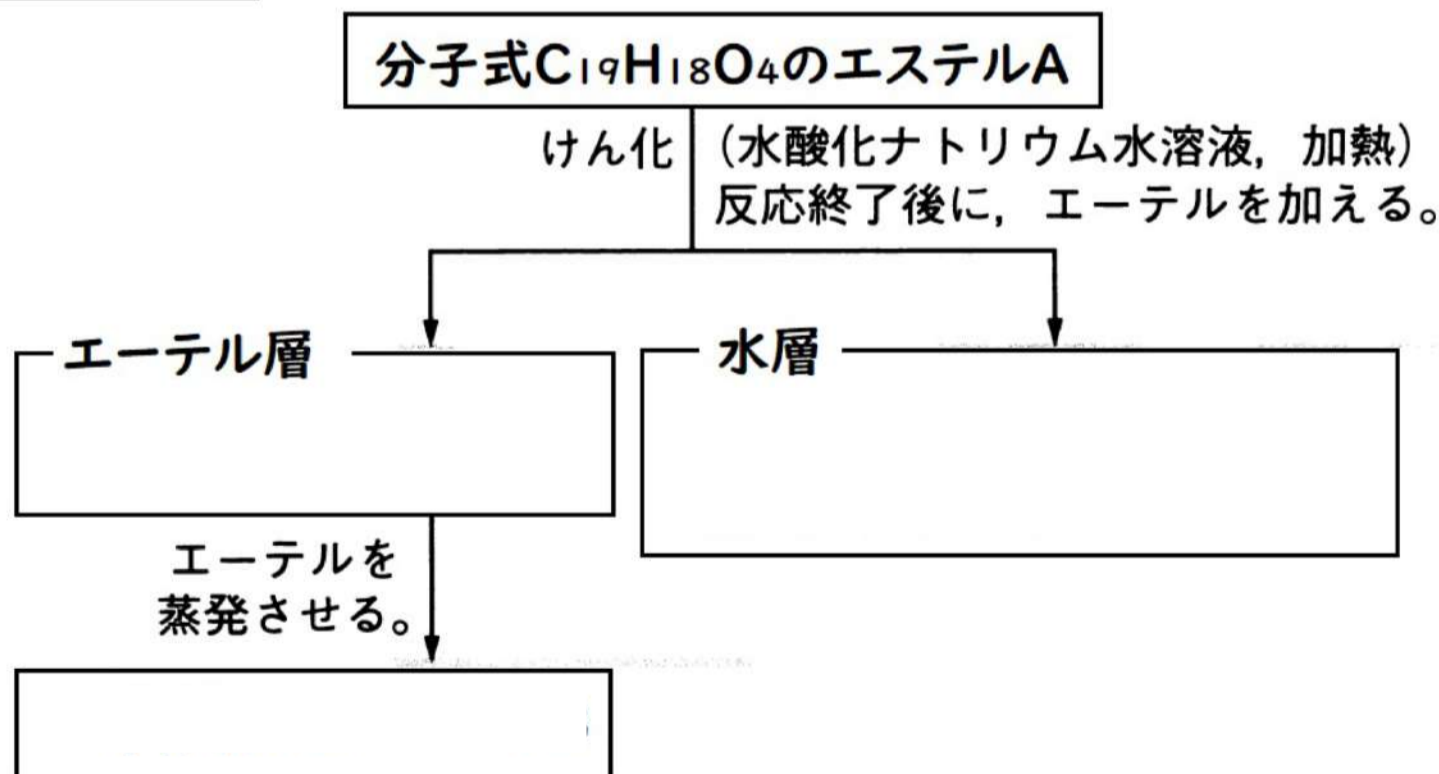 分子式C19H18O4のエステルA
けん化 (水酸化ナトリウム水溶液, 加熱)
反応終了後に, エーテルを加える。
エーテル層
水層
エーテルを
蒸発させる。